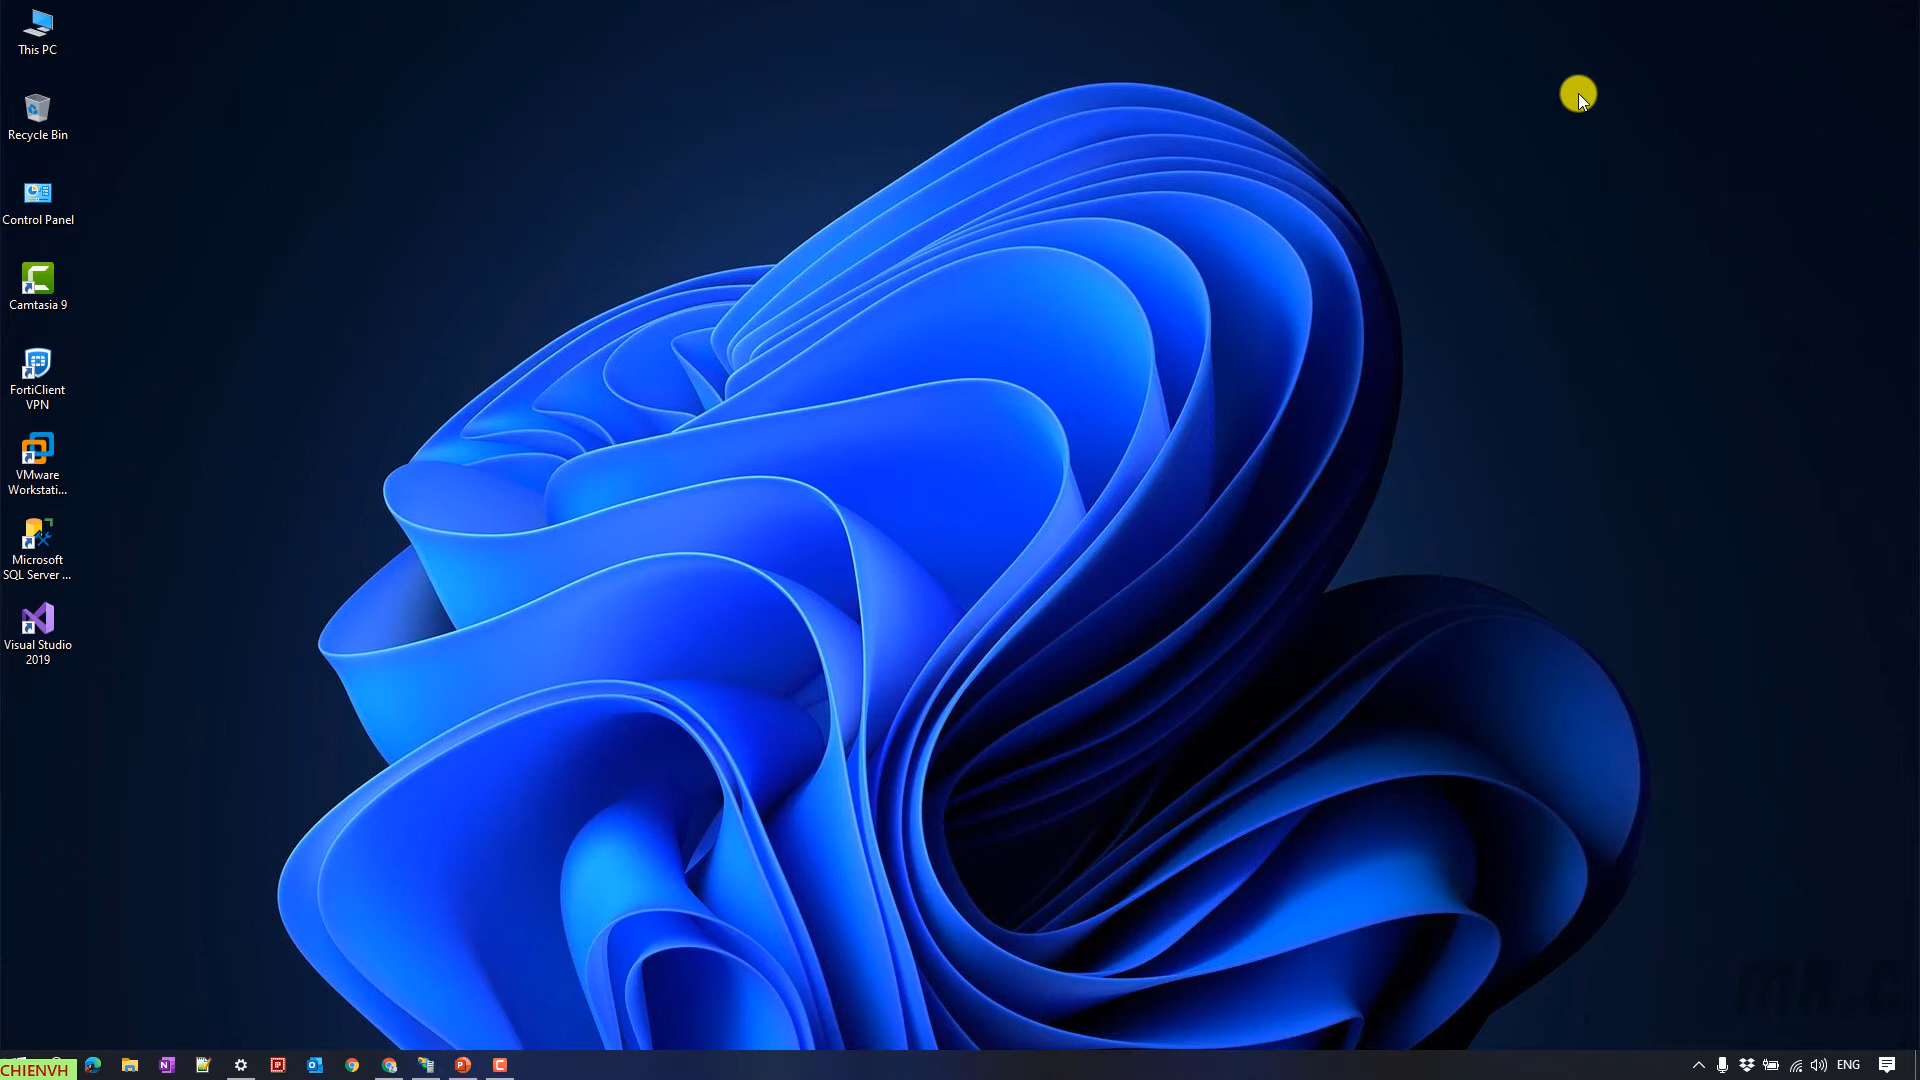 This PC
Recycle Bin
Control Panel
Camtasia 9
FortiClient
VPN
VMware
Workstati...
Microsoft
SQL Server ...
Visual Studio
2019
CHIENVH
ENG